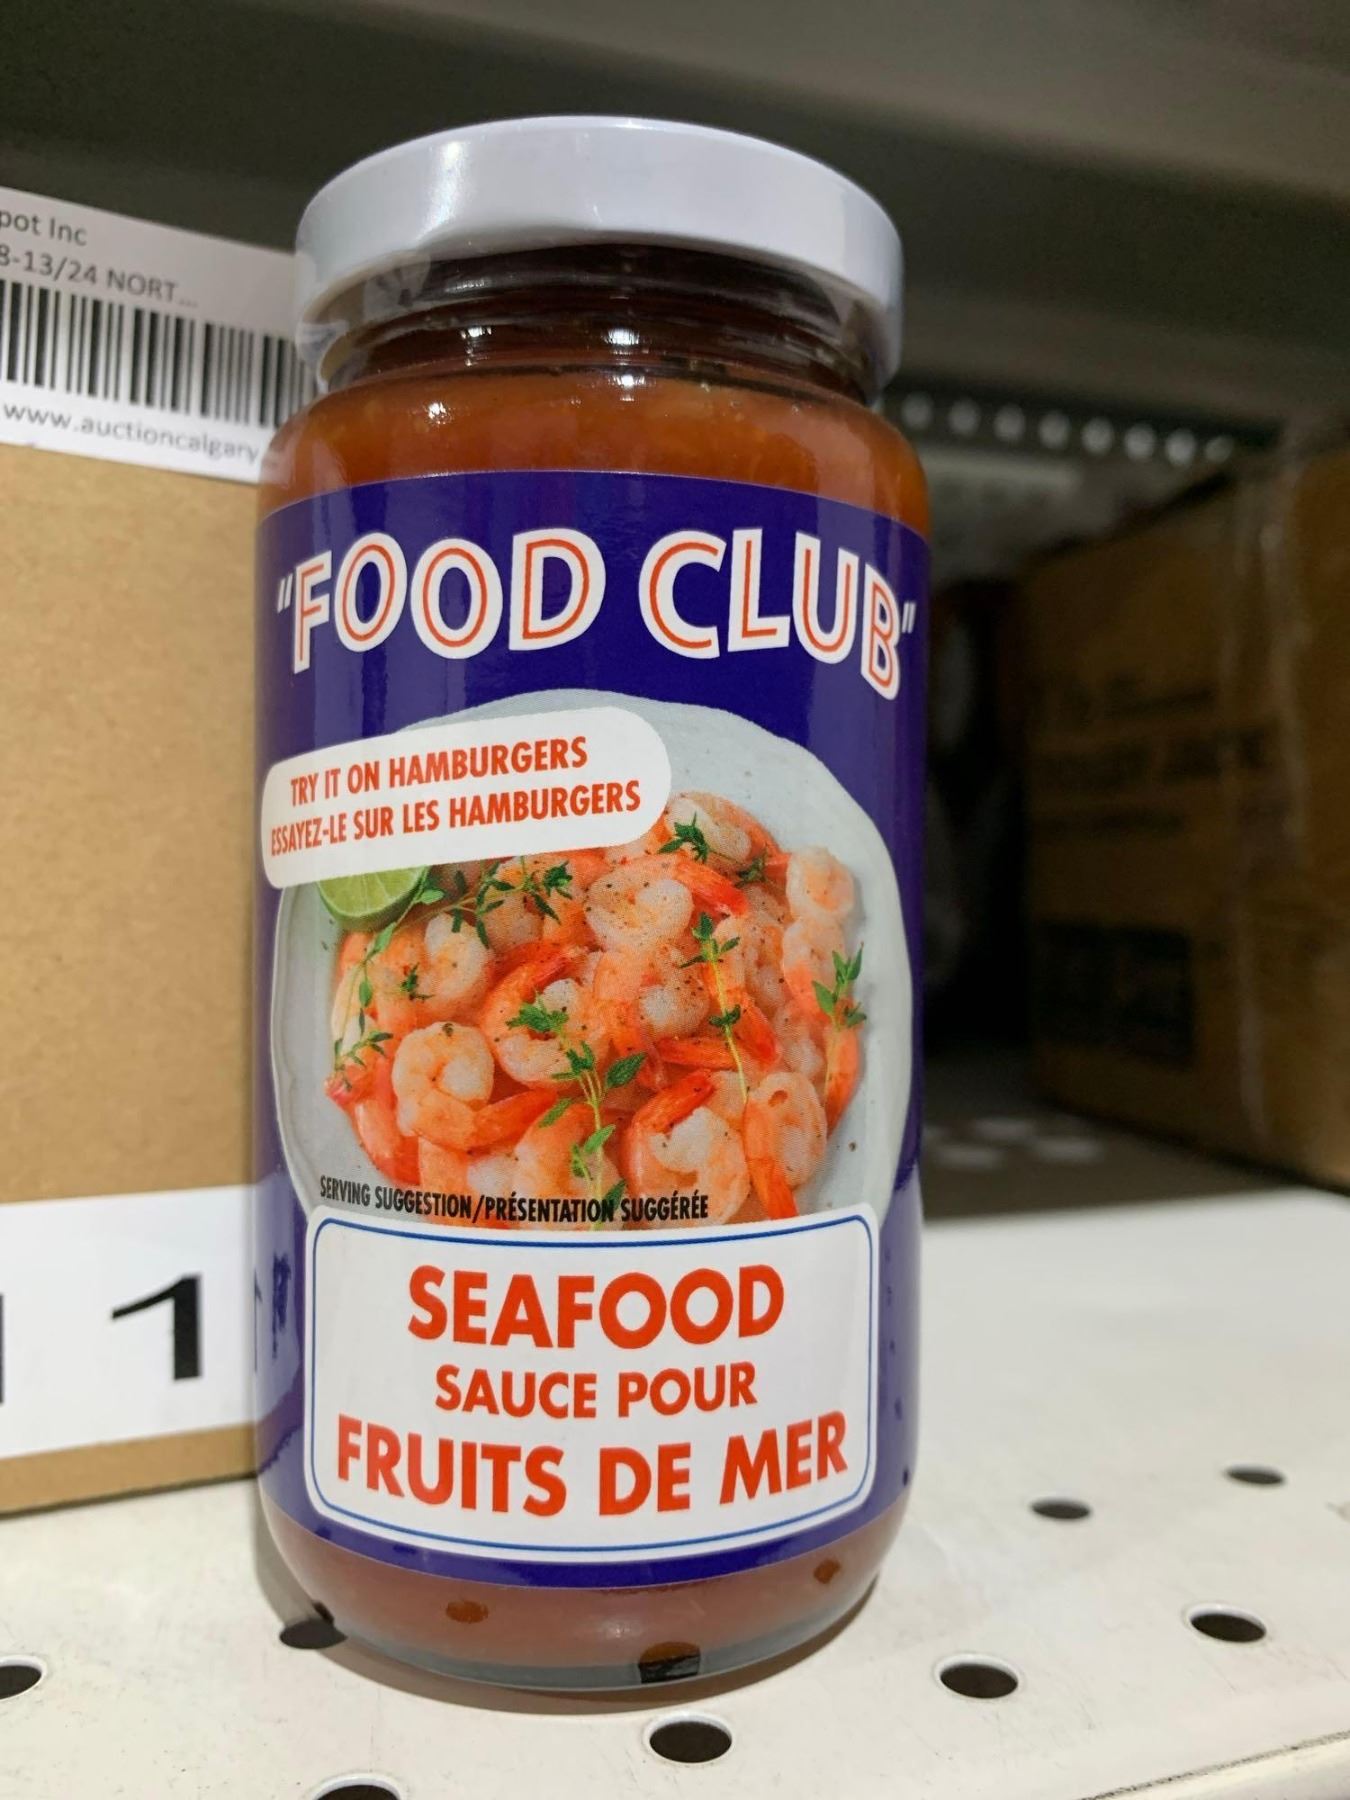 pot Inc
8-13/24 NORT...
www.auctioncalgary
"FOOD CLUB"
TRY IT ON HAMBURGERS
ESSAYEZ-LE SUR LES HAMBURGERS
SERVING SUGGESTION/PRÉSENTATION SUGGÉRÉE
SEAFOOD
SAUCE POUR
FRUITS DE MER
1